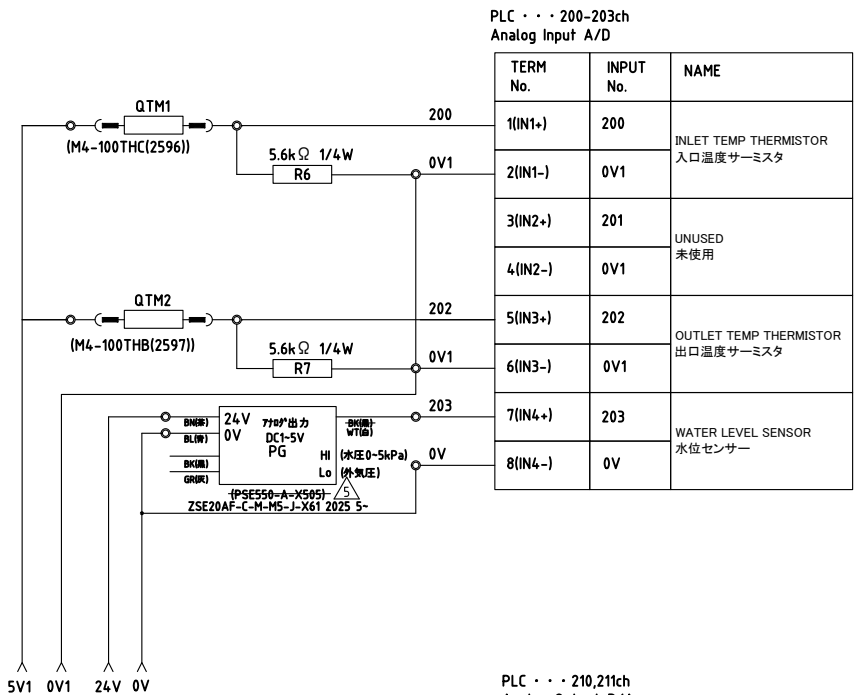 PLC・・・200-203ch
Analog Input A/D
TERM No.
INPUT No.
NAME
QTM1
(M4-100THC(2596))
5.6kΩ 1/4W
R6
200
0V1
1(IN1+)
200
2(IN1-)
0V1
INLET TEMP THERMISTOR
入口温度サーミスタ
3(IN2+)
201
4(IN2-)
0V1
UNUSED
未使用
QTM2
(M4-100THB(2597))
5.6kΩ 1/4W
R7
202
0V1
5(IN3+)
202
6(IN3-)
0V1
OUTLET TEMP THERMISTOR
出口温度サーミスタ
BN(茶)
BL(青)
BK(黒)
GR(灰)
24V
0V
アナログ出力
DC1~5V
PG
HI (水圧0~5kPa)
Lo (外気圧)
BK(黒)
WT(白)
203
0V
7(IN4+)
203
8(IN4-)
0V
WATER LEVEL SENSOR
水位センサー
(PSE550-A-X505)
5
ZSE20AF-C-M-M5-J-X61 2025 5~
5V1
0V1
24V
0V
PLC・・・210,211ch